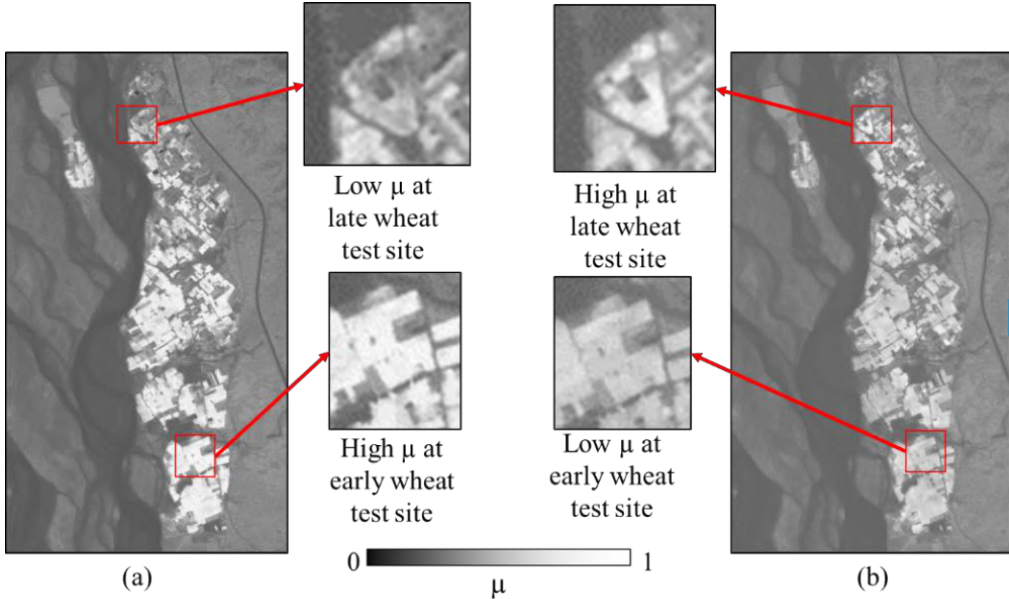 Low µ at
late wheat
test site
High µ at
late wheat
test site
High µ at
early wheat
test site
Low µ at
early wheat
test site
0
1
µ
(a)
(b)